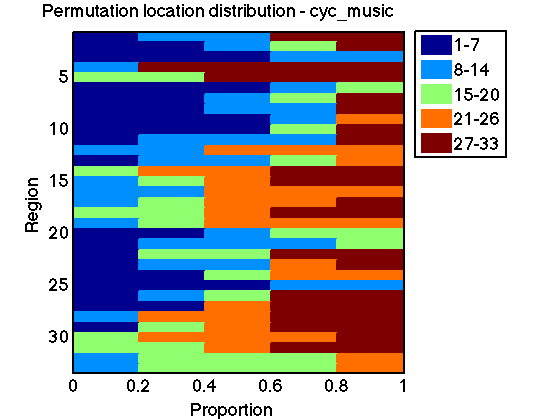 Permutation location distribution - cyc_music
1-7
8-14
15-20
21-26
27-33
5
10
15
20
25
30
Region
0 0.2 0.4 0.6 0.8 1
Proportion